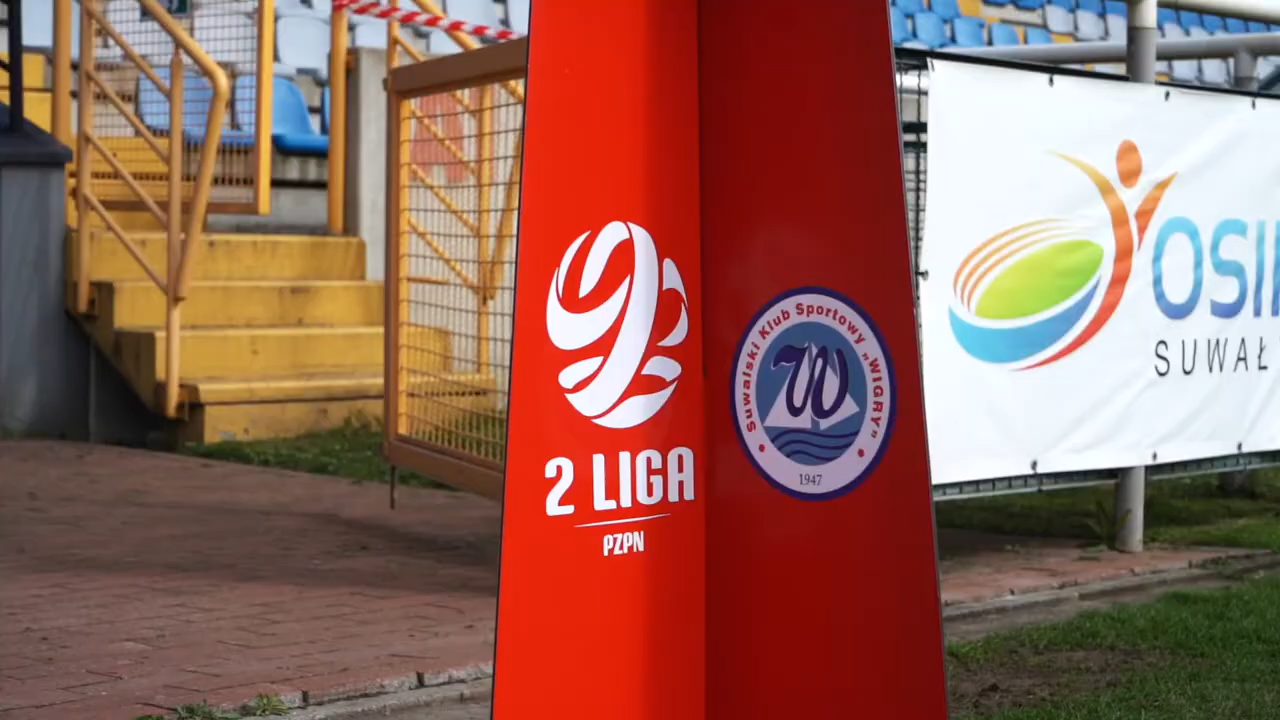 2 LIGA
PZPN
Suwalski Klub Sportowy „WIGRY”
W
1947
OSI
SUWAŁ